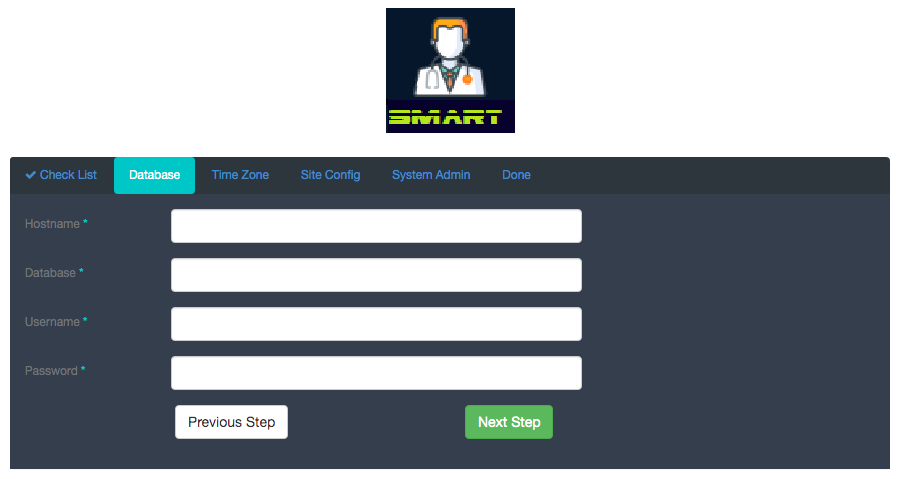 SMART
Check List Database Time Zone Site Config System Admin Done
Hostname *
Database *
Username *
Password *
Previous Step Next Step